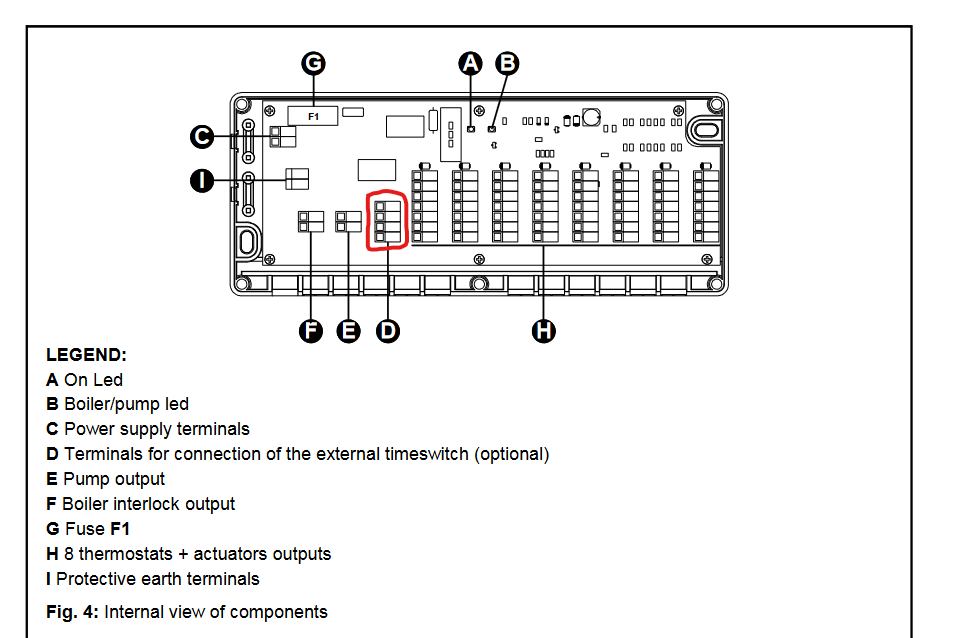 G A B
F1
C
I
F E D H
LEGEND:
A On Led
B Boiler/pump led
C Power supply terminals
D Terminals for connection of the external timeswitch (optional)
E Pump output
F Boiler interlock output
G Fuse F1
H 8 thermostats + actuators outputs
I Protective earth terminals
Fig. 4: Internal view of components